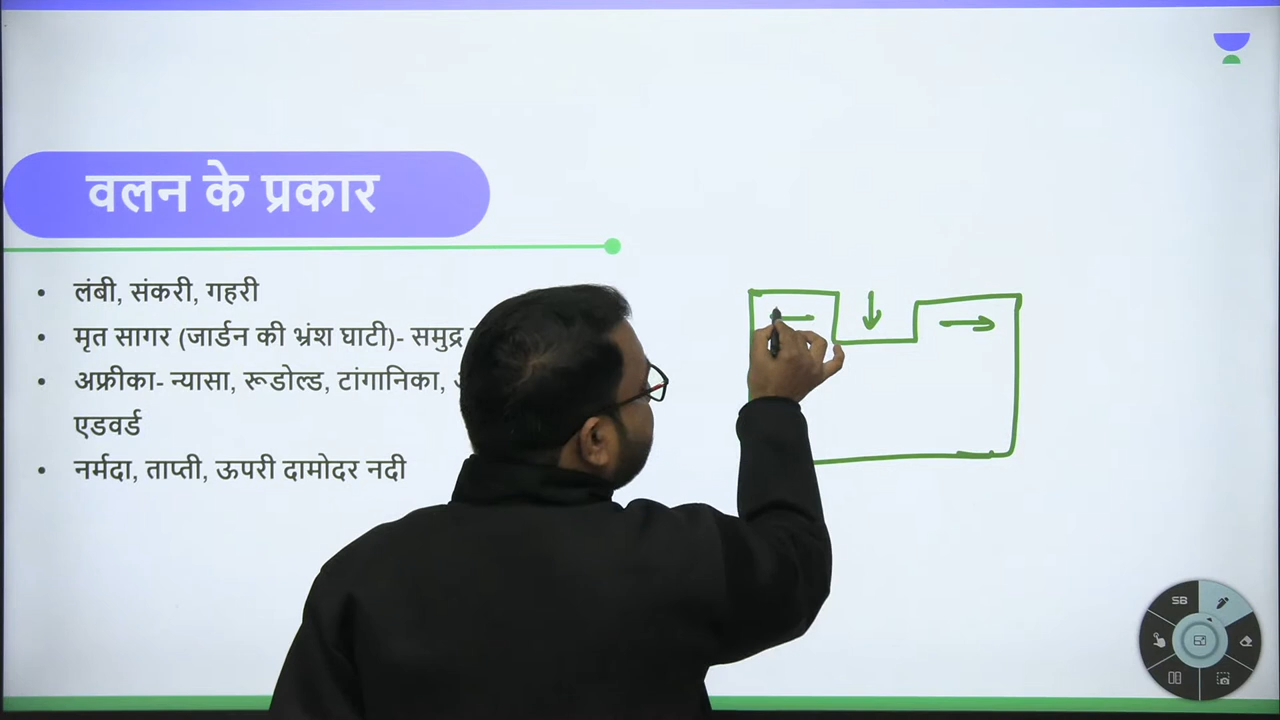 वलन के प्रकार
• लंबी, संकरी, गहरी
• मृत सागर (जार्डन की भ्रंश घाटी)- समुद्र
• अफ्रीका- न्यासा, रूडोल्ड, टांगानिका,
एडवर्ड
• नर्मदा, ताप्ती, ऊपरी दामोदर नदी
SB